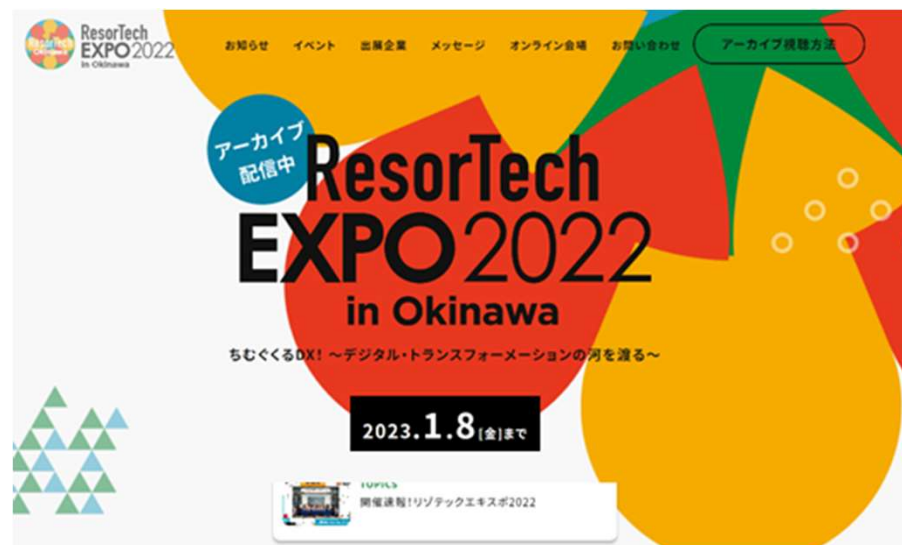 ResorTech
EXPO2022
in Okinawa
お知らせ イベント 出展企業 メッセージ オンライン会場 お問い合わせ アーカイブ視聴方法
アーカイブ
配信中
ResorTech
EXPO2022
in Okinawa
ちむぐくるDX! 〜デジタル・トランスフォーメーションの河を渡る〜
2023.1.8[金]まで
TOPICS
開催速報!リゾテックエキスポ2022